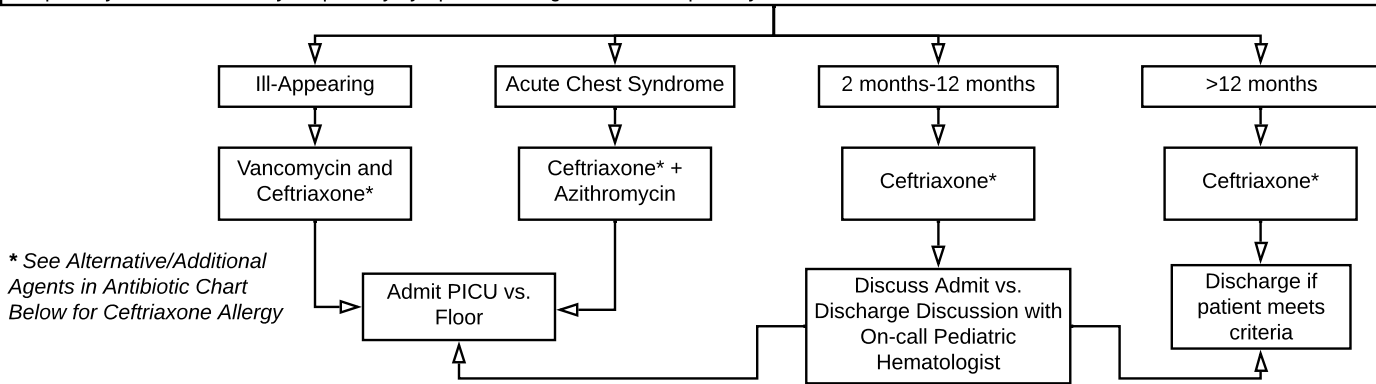 Ill-Appearing
Acute Chest Syndrome
2 months-12 months
>12 months
Vancomycin and
Ceftriaxone*
Ceftriaxone* +
Azithromycin
Ceftriaxone*
Ceftriaxone*
* See Alternative/Additional
Agents in Antibiotic Chart
Below for Ceftriaxone Allergy
Admit PICU vs.
Floor
Discuss Admit vs.
Discharge Discussion with
On-call Pediatric
Hematologist
Discharge if
patient meets
criteria